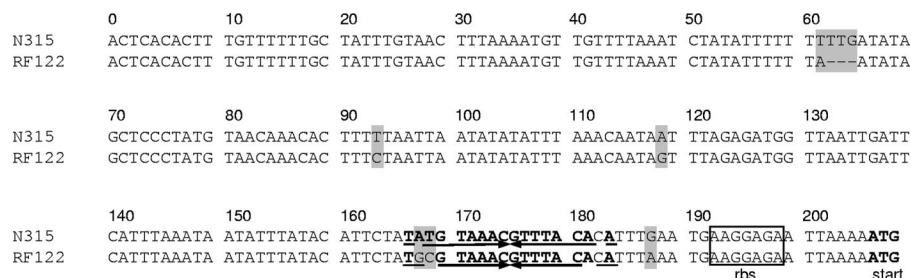 0 10 20 30 40 50 60
N315 ACTCACACTT TGTTTTTTGC TATTTGTAAC TTTAAAATGT TGTTTTAAAT CTATATTTTT TTTTGATATA
RF122 ACTCACACTT TGTTTTTTGC TATTTGTAAC TTTAAAATGT TGTTTTAAAT CTATATTTTT TA---ATATA
70 80 90 100 110 120 130
N315 GCTCCCTATG TAACAAACAC TTTTTAATTA ATATATATTT AAACAATAAT TTAGAGATGG TTAATTGATT
RF122 GCTCCCTATG TAACAAACAC TTTCTAATTA ATATATATTT AAACAATAGT TTAGAGATGG TTAATTGATT
140 150 160 170 180 190 200
N315 CATTTAAATA AATATTTATAC ATTCTATATG TAAACGTTTA CACATTTGAA TGAAGGAGAA TTAAAAATG
RF122 CATTTAAATA AATATTTATAC ATTCTATGCG TAAACGTTTA CACATTTAAA TGAAGGAGAA TTAAAAATG
rbs start